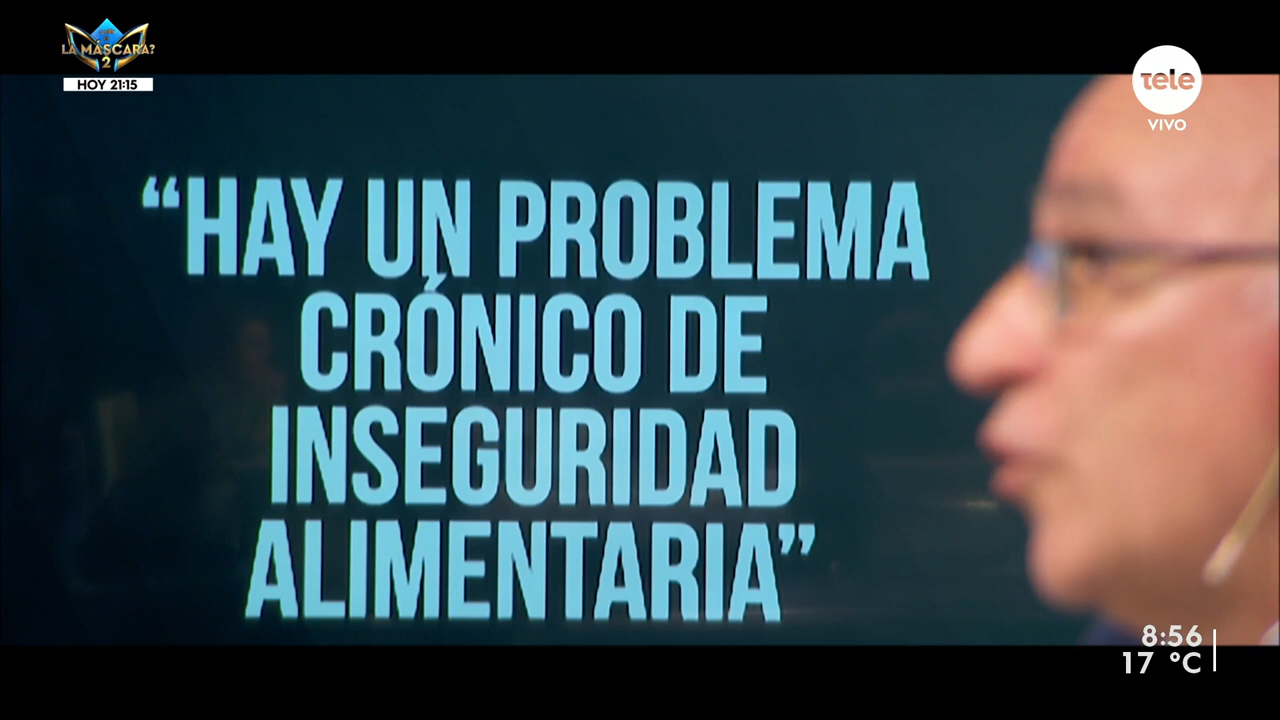 LA MÁSCARA?
2
HOY 21:15
tele
VIVO
“HAY UN PROBLEMA
CRÓNICO DE
INSEGURIDAD
ALIMENTARIA”
8:56
17 °C